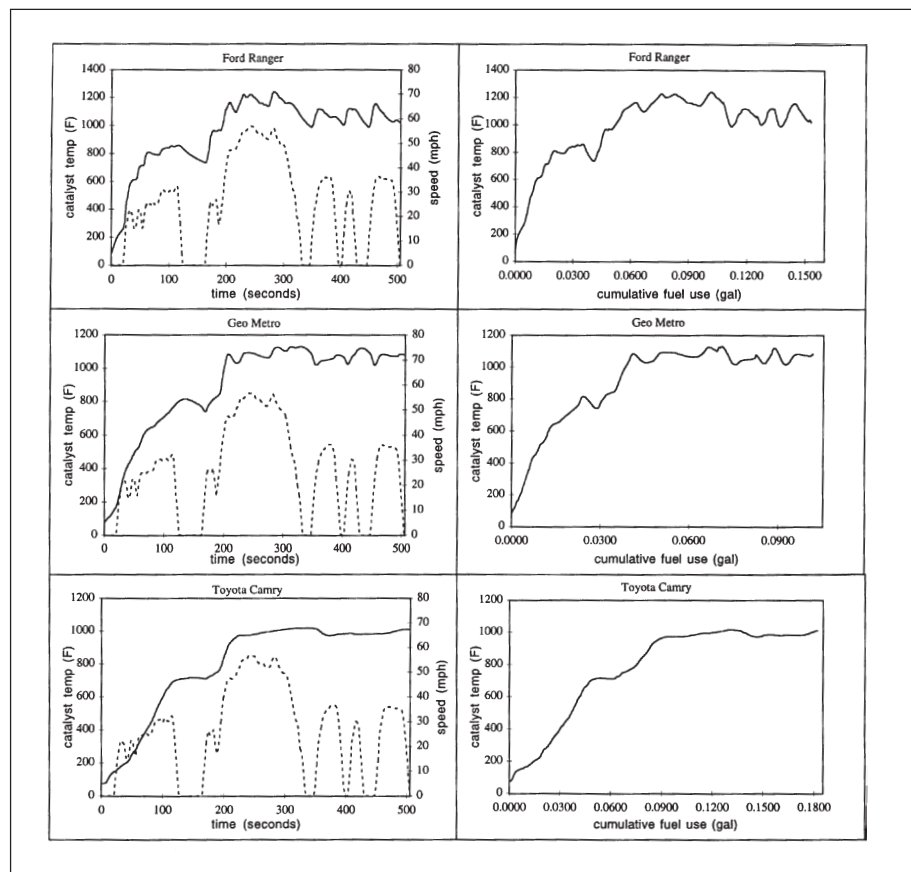 Ford Ranger
1400
1200
1000
800
600
400
200
0
catalyst temp (F)
80
70
60
50
40
30
20
10
0
speed (mph)
0 100 200 300 400 500
time (seconds)
Ford Ranger
1400
1200
1000
800
600
400
200
0
catalyst temp (F)
0.0000 0.0300 0.0600 0.0900 0.1200 0.1500
cumulative fuel use (gal)
Geo Metro
1200
1000
800
600
400
200
0
catalyst temp (F)
80
70
60
50
40
30
20
10
0
speed (mph)
0 100 200 300 400 500
time (seconds)
Geo Metro
1200
1000
800
600
400
200
0
catalyst temp (F)
0.0000 0.0300 0.0600 0.0900
cumulative fuel use (gal)
Toyota Camry
1200
1000
800
600
400
200
0
catalyst temp (F)
80
70
60
50
40
30
20
10
0
speed (mph)
0 100 200 300 400 500
time (seconds)
Toyota Camry
1200
1000
800
600
400
200
0
catalyst temp (F)
0.0000 0.0300 0.0600 0.0900 0.1200 0.1500 0.1800
cumulative fuel use (gal)